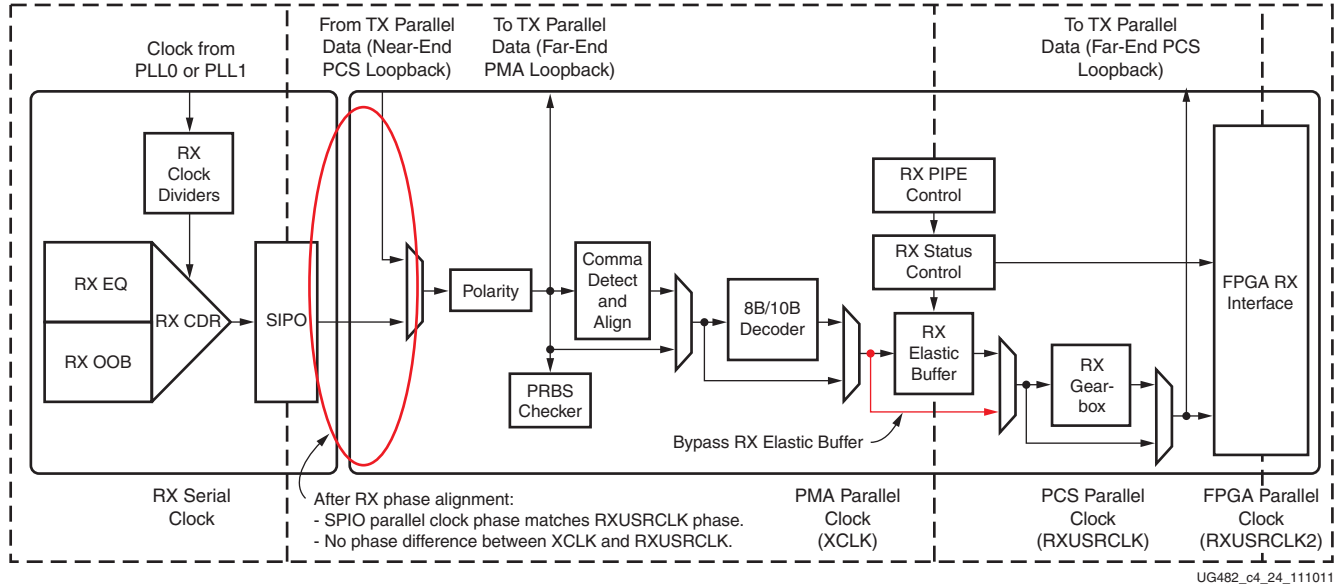 From TX Parallel
Data (Near-End
PCS Loopback)
To TX Parallel
Data (Far-End
PMA Loopback)
To TX Parallel
Data (Far-End PCS
Loopback)
Clock from
PLL0 or PLL1
RX
Clock
Dividers
RX PIPE
Control
RX Status
Control
RX EQ
RX OOB
RX CDR
SIPO
Polarity
Comma
Detect
and
Align
PRBS
Checker
8B/10B
Decoder
RX
Elastic
Buffer
RX
Gear-
box
FPGA RX
Interface
Bypass RX Elastic Buffer
RX Serial
Clock
After RX phase alignment:
- SPIO parallel clock phase matches RXUSRCLK phase.
- No phase difference between XCLK and RXUSRCLK.
PMA Parallel
Clock
(XCLK)
PCS Parallel
Clock
(RXUSRCLK)
FPGA Parallel
Clock
(RXUSRCLK2)
UG482_c4_24_111011